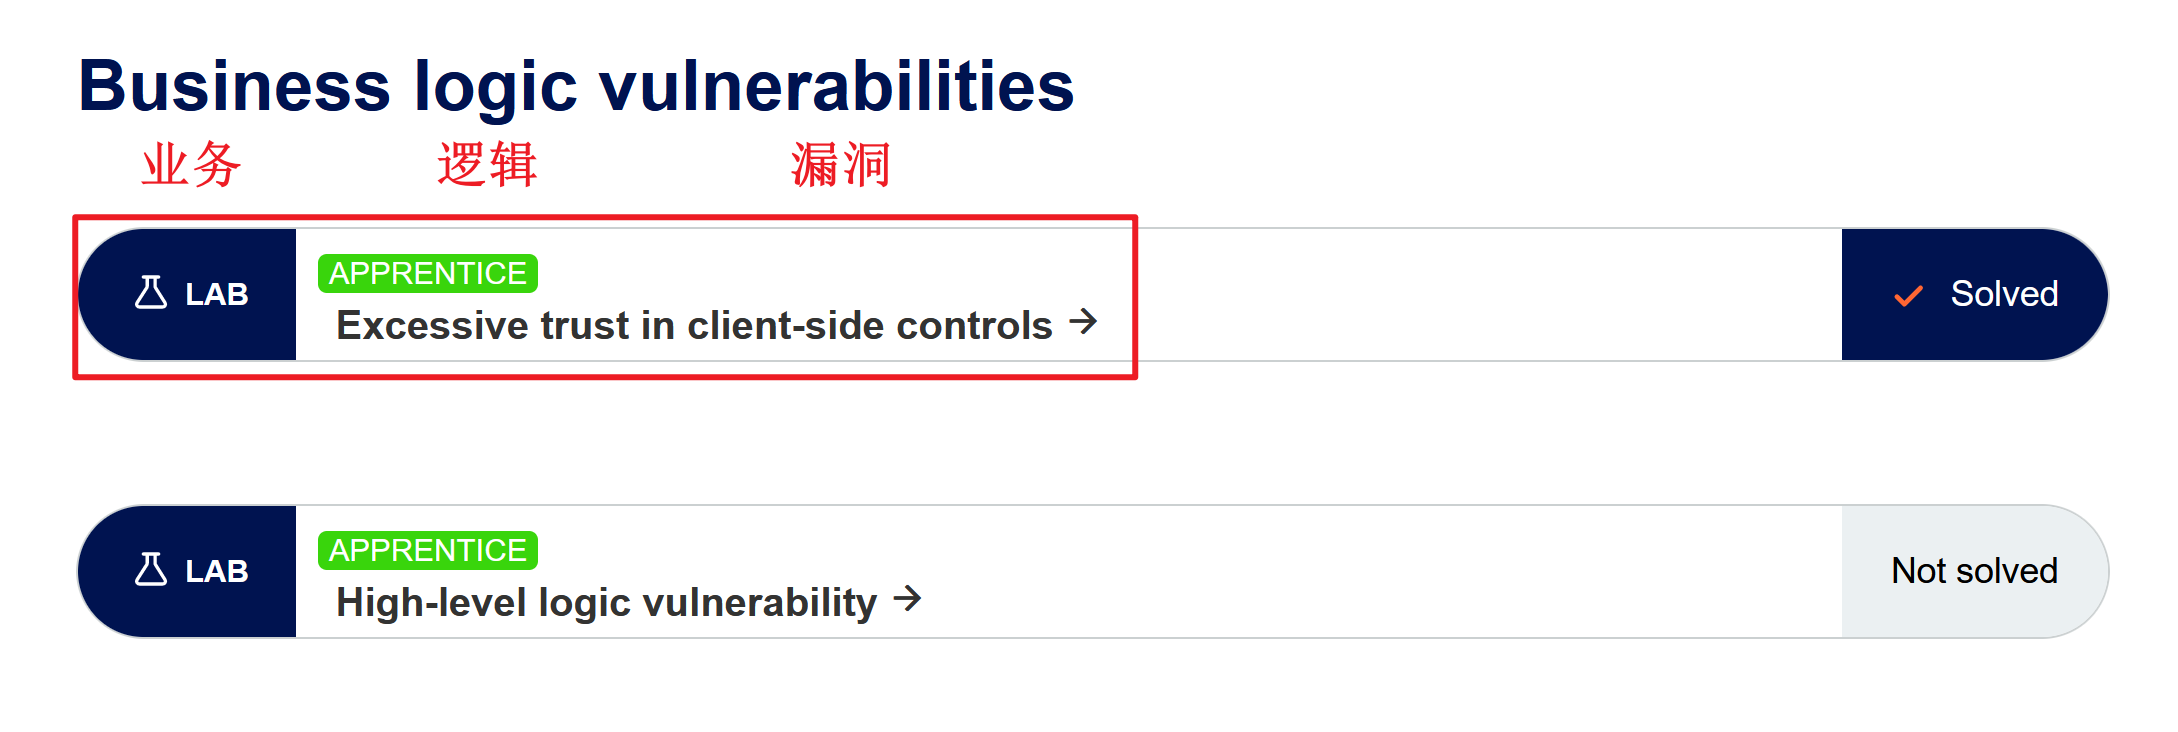 Business logic vulnerabilities
业务 逻辑 漏洞
LAB
APPRENTICE
Excessive trust in client-side controls →
Solved
LAB
APPRENTICE
High-level logic vulnerability →
Not solved